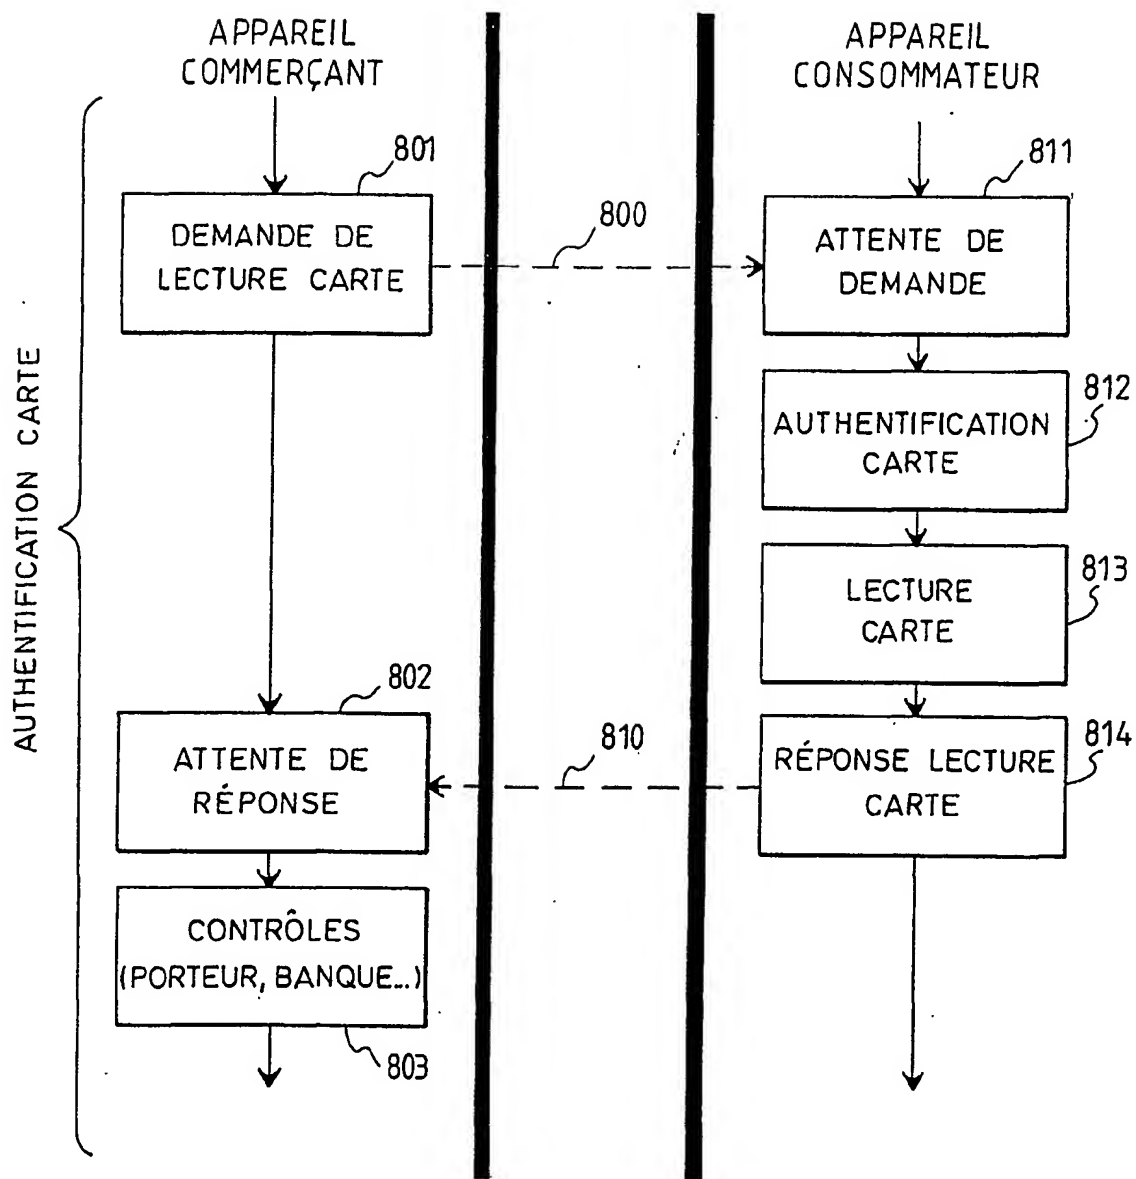 APPAREIL
COMMERÇANT
APPAREIL
CONSOMMATEUR
801
811
DEMANDE DE
LECTURE CARTE
800
ATTENTE DE
DEMANDE
812
AUTHENTIFICATION
CARTE
AUTHENTIFICATION CARTE
813
LECTURE
CARTE
802
810
814
ATTENTE DE
RÉPONSE
RÉPONSE LECTURE
CARTE
CONTRÔLES
(PORTEUR, BANQUE...)
803